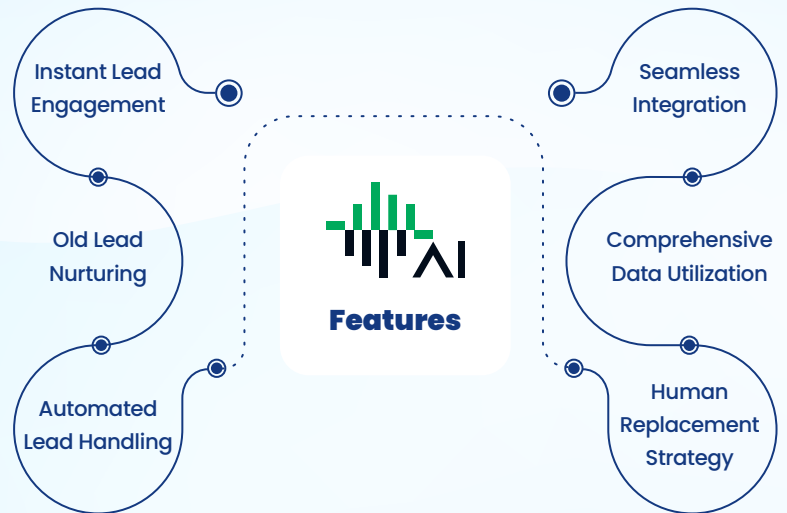 Instant Lead
Engagement
Old Lead
Nurturing
Automated
Lead Handling
AI
Features
Seamless
Integration
Comprehensive
Data Utilization
Human
Replacement
Strategy